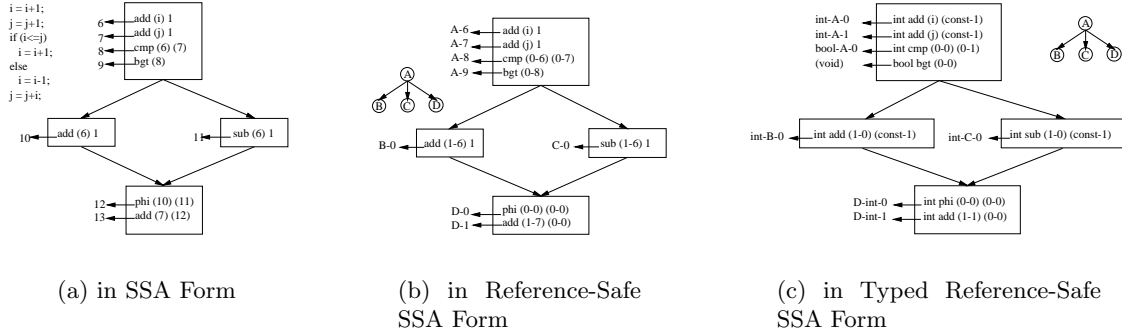 i = i+1;
j = j+1;
if (i<=j)
i = i+1;
else
i = i-1;
j = j+i;
6 add (i) 1
7 add (j) 1
8 cmp (6) (7)
9 bgt (8)
10 add (6) 1
11 sub (6) 1
12 phi (10) (11)
13 add (7) (12)
(a) in SSA Form
A
B C D
A-6 add (i) 1
A-7 add (j) 1
A-8 cmp (0-6) (0-7)
A-9 bgt (0-8)
B-0 add (1-6) 1
C-0 sub (1-6) 1
D-0 phi (0-0) (0-0)
D-1 add (1-7) (0-0)
(b) in Reference-Safe
SSA Form
int-A-0 int add (i) (const-1)
int-A-1 int add (j) (const-1)
bool-A-0 int cmp (0-0) (0-1)
(void) bool bgt (0-0)
A
B C D
int-B-0 int add (1-0) (const-1)
int-C-0 int sub (1-0) (const-1)
D-int-0 int phi (0-0) (0-0)
D-int-1 int add (1-1) (0-0)
(c) in Typed Reference-Safe
SSA Form